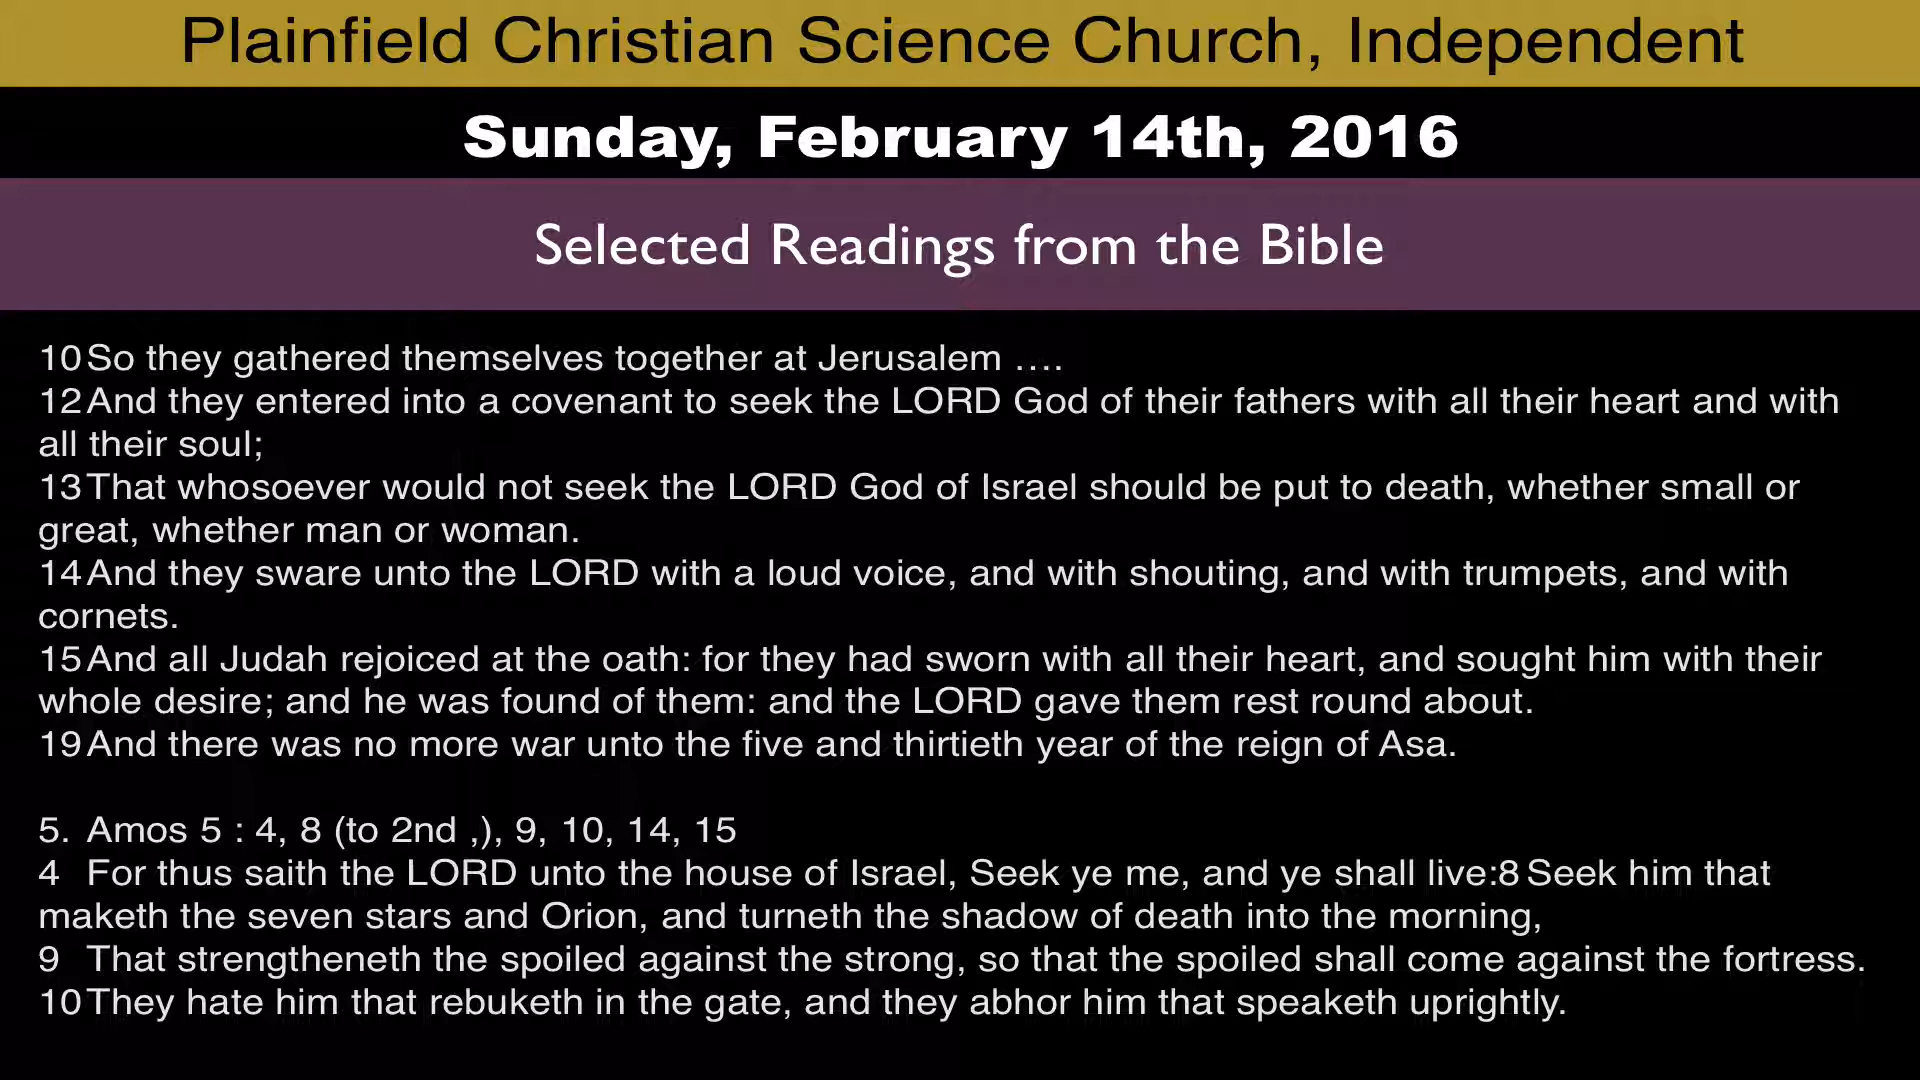 Plainfield Christian Science Church, Independent
Sunday, February 14th, 2016
Selected Readings from the Bible
10 So they gathered themselves together at Jerusalem ….
12 And they entered into a covenant to seek the LORD God of their fathers with all their heart and with
all their soul;
13 That whosoever would not seek the LORD God of Israel should be put to death, whether small or
great, whether man or woman.
14 And they sware unto the LORD with a loud voice, and with shouting, and with trumpets, and with
cornets.
15 And all Judah rejoiced at the oath: for they had sworn with all their heart, and sought him with their
whole desire; and he was found of them: and the LORD gave them rest round about.
19 And there was no more war unto the five and thirtieth year of the reign of Asa.
5. Amos 5 : 4, 8 (to 2nd ,), 9, 10, 14, 15
4 For thus saith the LORD unto the house of Israel, Seek ye me, and ye shall live:8 Seek him that
maketh the seven stars and Orion, and turneth the shadow of death into the morning,
9 That strengtheneth the spoiled against the strong, so that the spoiled shall come against the fortress.
10 They hate him that rebuketh in the gate, and they abhor him that speaketh uprightly.